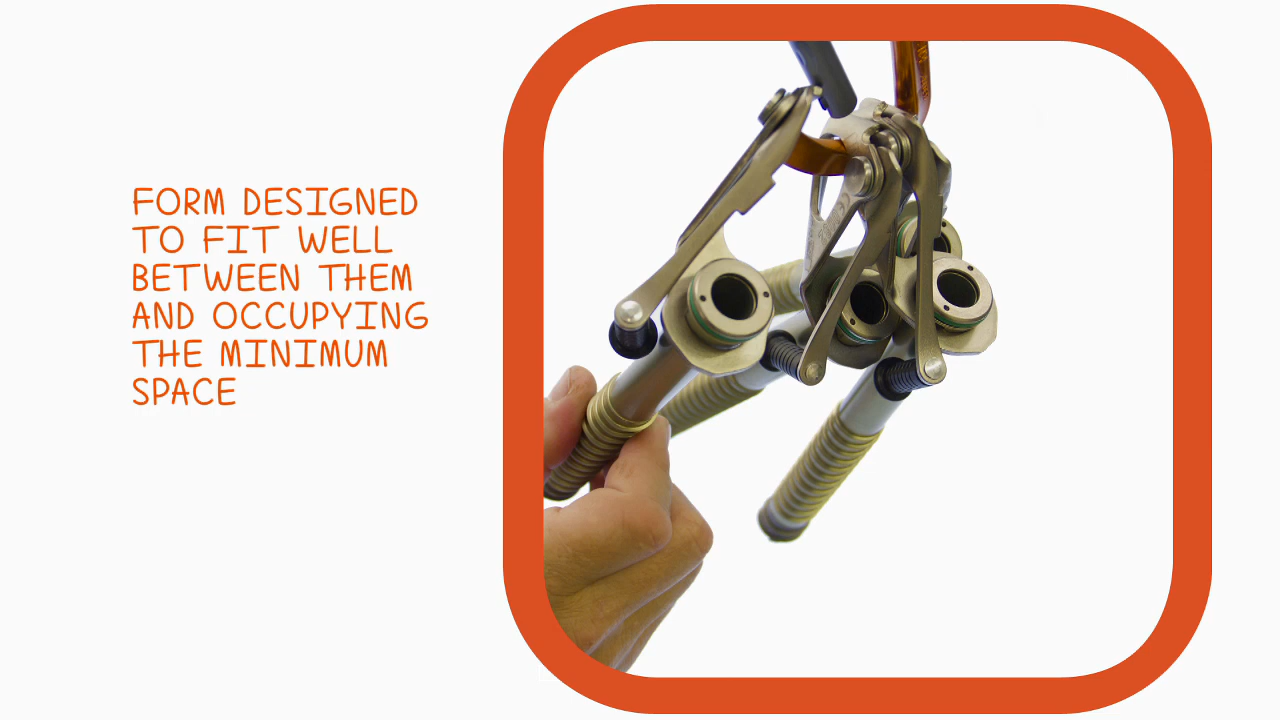 FORM DESIGNED
TO FIT WELL
BETWEEN THEM
AND OCCUPYING
THE MINIMUM
SPACE